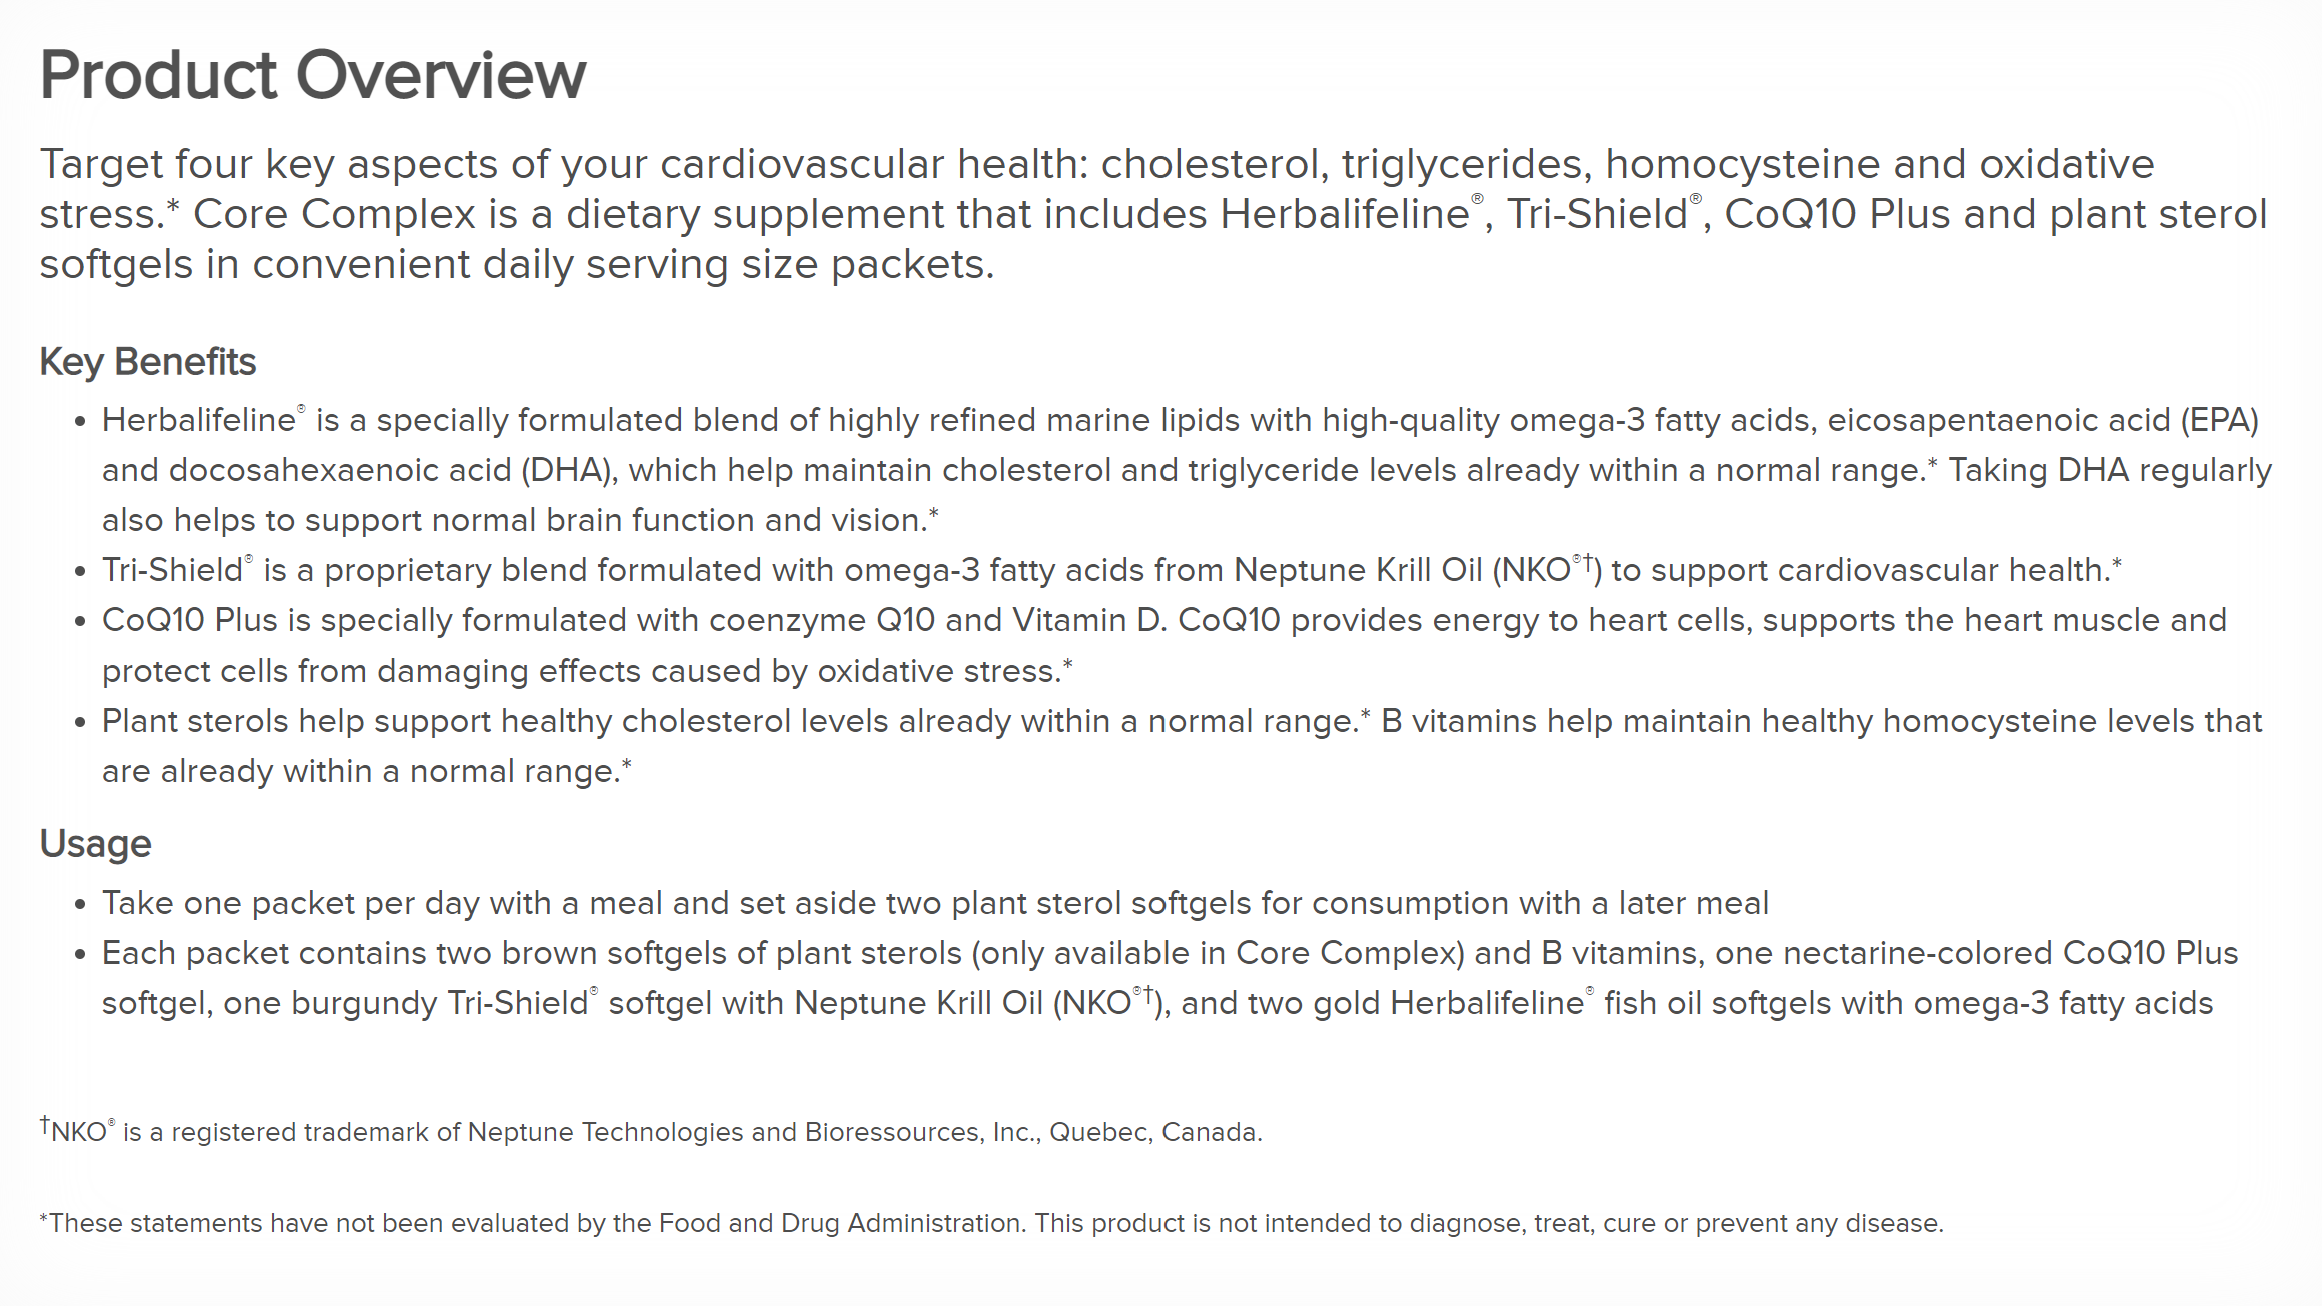 Product Overview
Target four key aspects of your cardiovascular health: cholesterol, triglycerides, homocysteine and oxidative
stress.* Core Complex is a dietary supplement that includes Herbalifeline®, Tri-Shield®, CoQ10 Plus and plant sterol
softgels in convenient daily serving size packets.
Key Benefits
• Herbalifeline® is a specially formulated blend of highly refined marine lipids with high-quality omega-3 fatty acids, eicosapentaenoic acid (EPA)
and docosahexaenoic acid (DHA), which help maintain cholesterol and triglyceride levels already within a normal range.* Taking DHA regularly
also helps to support normal brain function and vision.*
• Tri-Shield® is a proprietary blend formulated with omega-3 fatty acids from Neptune Krill Oil (NKO®†) to support cardiovascular health.*
• CoQ10 Plus is specially formulated with coenzyme Q10 and Vitamin D. CoQ10 provides energy to heart cells, supports the heart muscle and
protect cells from damaging effects caused by oxidative stress.*
• Plant sterols help support healthy cholesterol levels already within a normal range.* B vitamins help maintain healthy homocysteine levels that
are already within a normal range.*
Usage
• Take one packet per day with a meal and set aside two plant sterol softgels for consumption with a later meal
• Each packet contains two brown softgels of plant sterols (only available in Core Complex) and B vitamins, one nectarine-colored CoQ10 Plus
softgel, one burgundy Tri-Shield® softgel with Neptune Krill Oil (NKO®†), and two gold Herbalifeline® fish oil softgels with omega-3 fatty acids
†NKO® is a registered trademark of Neptune Technologies and Bioressources, Inc., Quebec, Canada.
*These statements have not been evaluated by the Food and Drug Administration. This product is not intended to diagnose, treat, cure or prevent any disease.